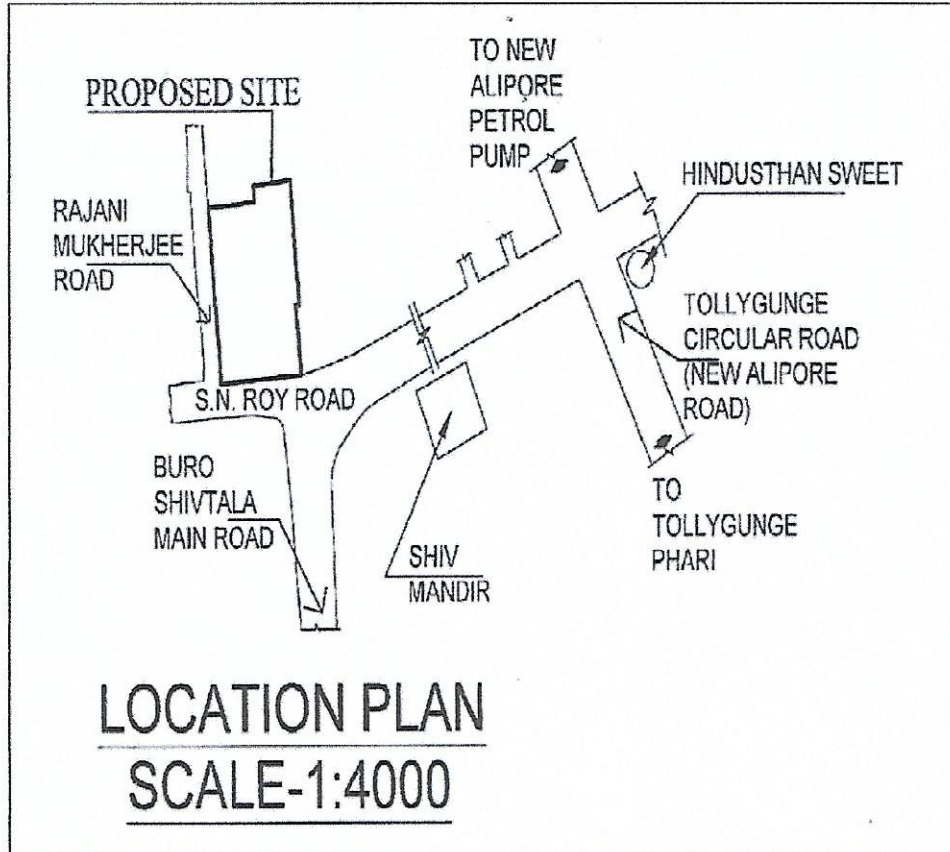 PROPOSED SITE
RAJANI
MUKHERJEE
ROAD
TO NEW
ALIPORE
PETROL
PUMP
HINDUSTHAN SWEET
TOLLYGUNGE
CIRCULAR ROAD
(NEW ALIPORE
ROAD)
S.N. ROY ROAD
BURO
SHIVTALA
MAIN ROAD
SHIV
MANDIR
TO
TOLLYGUNGE
PHARI
LOCATION PLAN
SCALE-1:4000